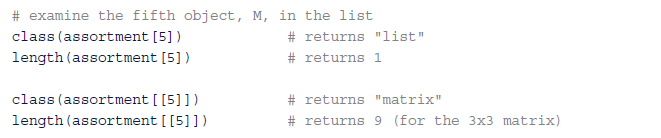 # examine the fifth object, M, in the list
class(assortment[5]) # returns "list"
length(assortment[5]) # returns 1
class(assortment[[5]]) # returns "matrix"
length(assortment[[5]]) # returns 9 (for the 3x3 matrix)